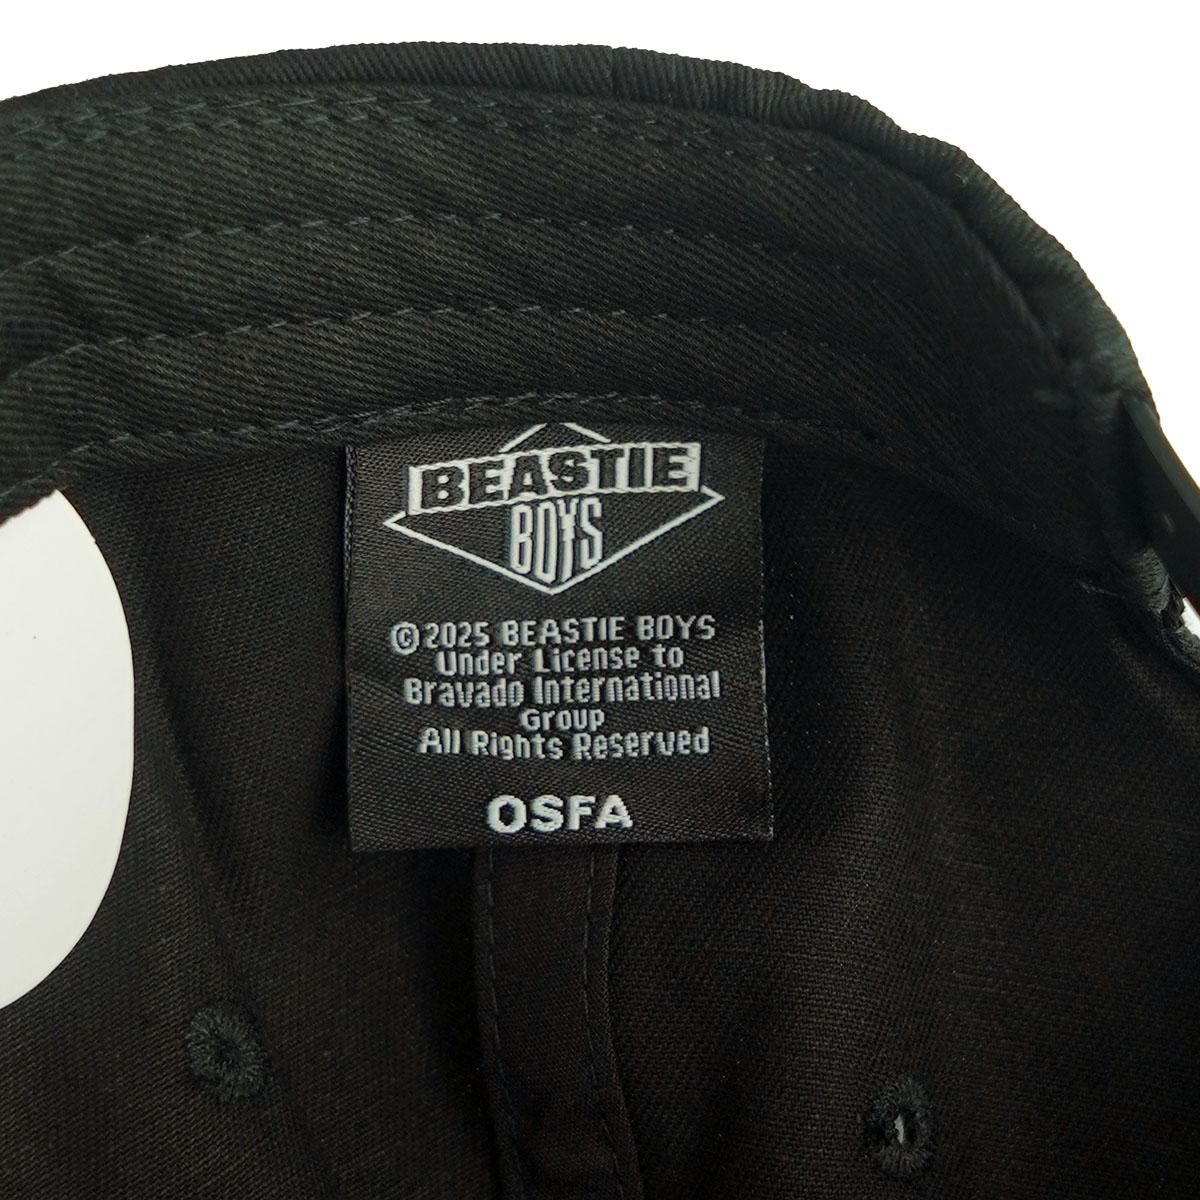 BEASTIE
BOYS
©2025 BEASTIE BOYS
Under License to
Bravado International
Group
All Rights Reserved
OSFA